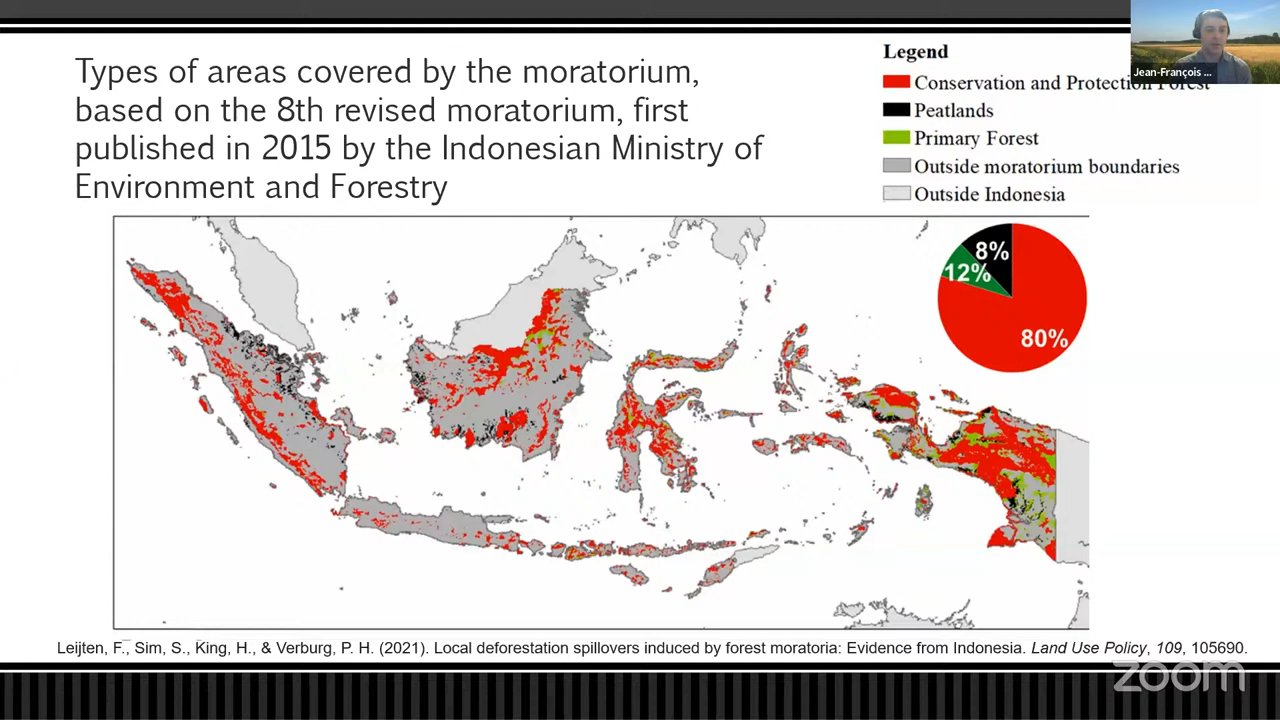 Types of areas covered by the moratorium,
based on the 8th revised moratorium, first
published in 2015 by the Indonesian Ministry of
Environment and Forestry
Legend
Conservation and Protection Forest
Peatlands
Primary Forest
Outside moratorium boundaries
Outside Indonesia
Jean-François ...
8%
12%
80%
Leijten, F., Sim, S., King, H., & Verburg, P. H. (2021). Local deforestation spillovers induced by forest moratoria: Evidence from Indonesia. Land Use Policy, 109, 105690.
zoom